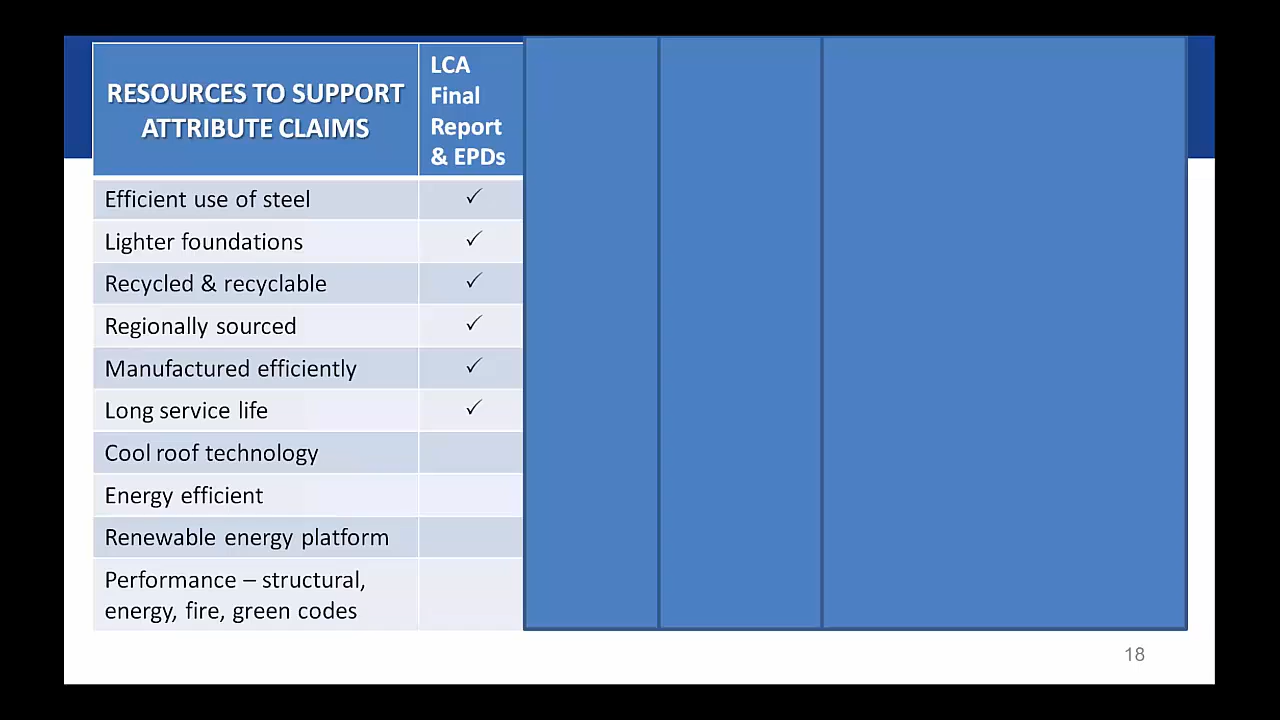 RESOURCES TO SUPPORT
ATTRIBUTE CLAIMS
LCA
Final
Report
& EPDs
Efficient use of steel ✓
Lighter foundations ✓
Recycled & recyclable ✓
Regionally sourced ✓
Manufactured efficiently ✓
Long service life ✓
Cool roof technology
Energy efficient
Renewable energy platform
Performance – structural,
energy, fire, green codes
18